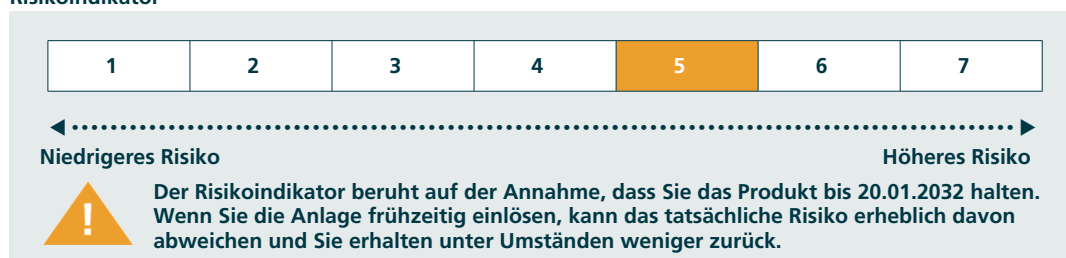 Risikoindikator
1 2 3 4 5 6 7
Niedrigeres Risiko Höheres Risiko
Der Risikoindikator beruht auf der Annahme, dass Sie das Produkt bis 20.01.2032 halten.
! Wenn Sie die Anlage frühzeitig einlösen, kann das tatsächliche Risiko erheblich davon
abweichen und Sie erhalten unter Umständen weniger zurück.